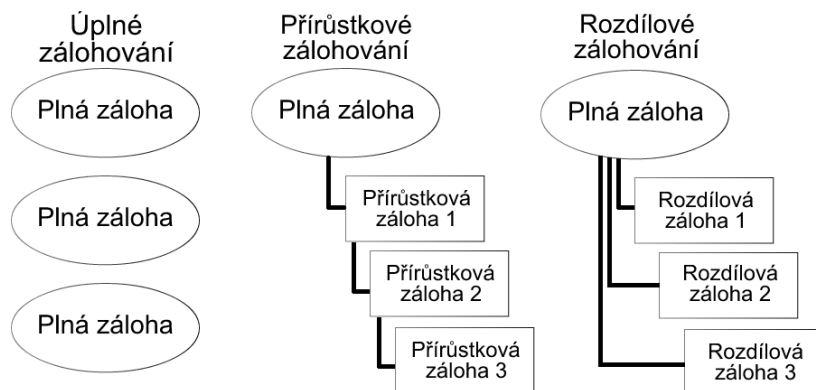 Úplné
zálohování
Plná záloha
Plná záloha
Plná záloha
Přírůstkové
zálohování
Plná záloha
Přírůstková
záloha 1
Přírůstková
záloha 2
Přírůstková
záloha 3
Rozdílové
zálohování
Plná záloha
Rozdílová
záloha 1
Rozdílová
záloha 2
Rozdílová
záloha 3